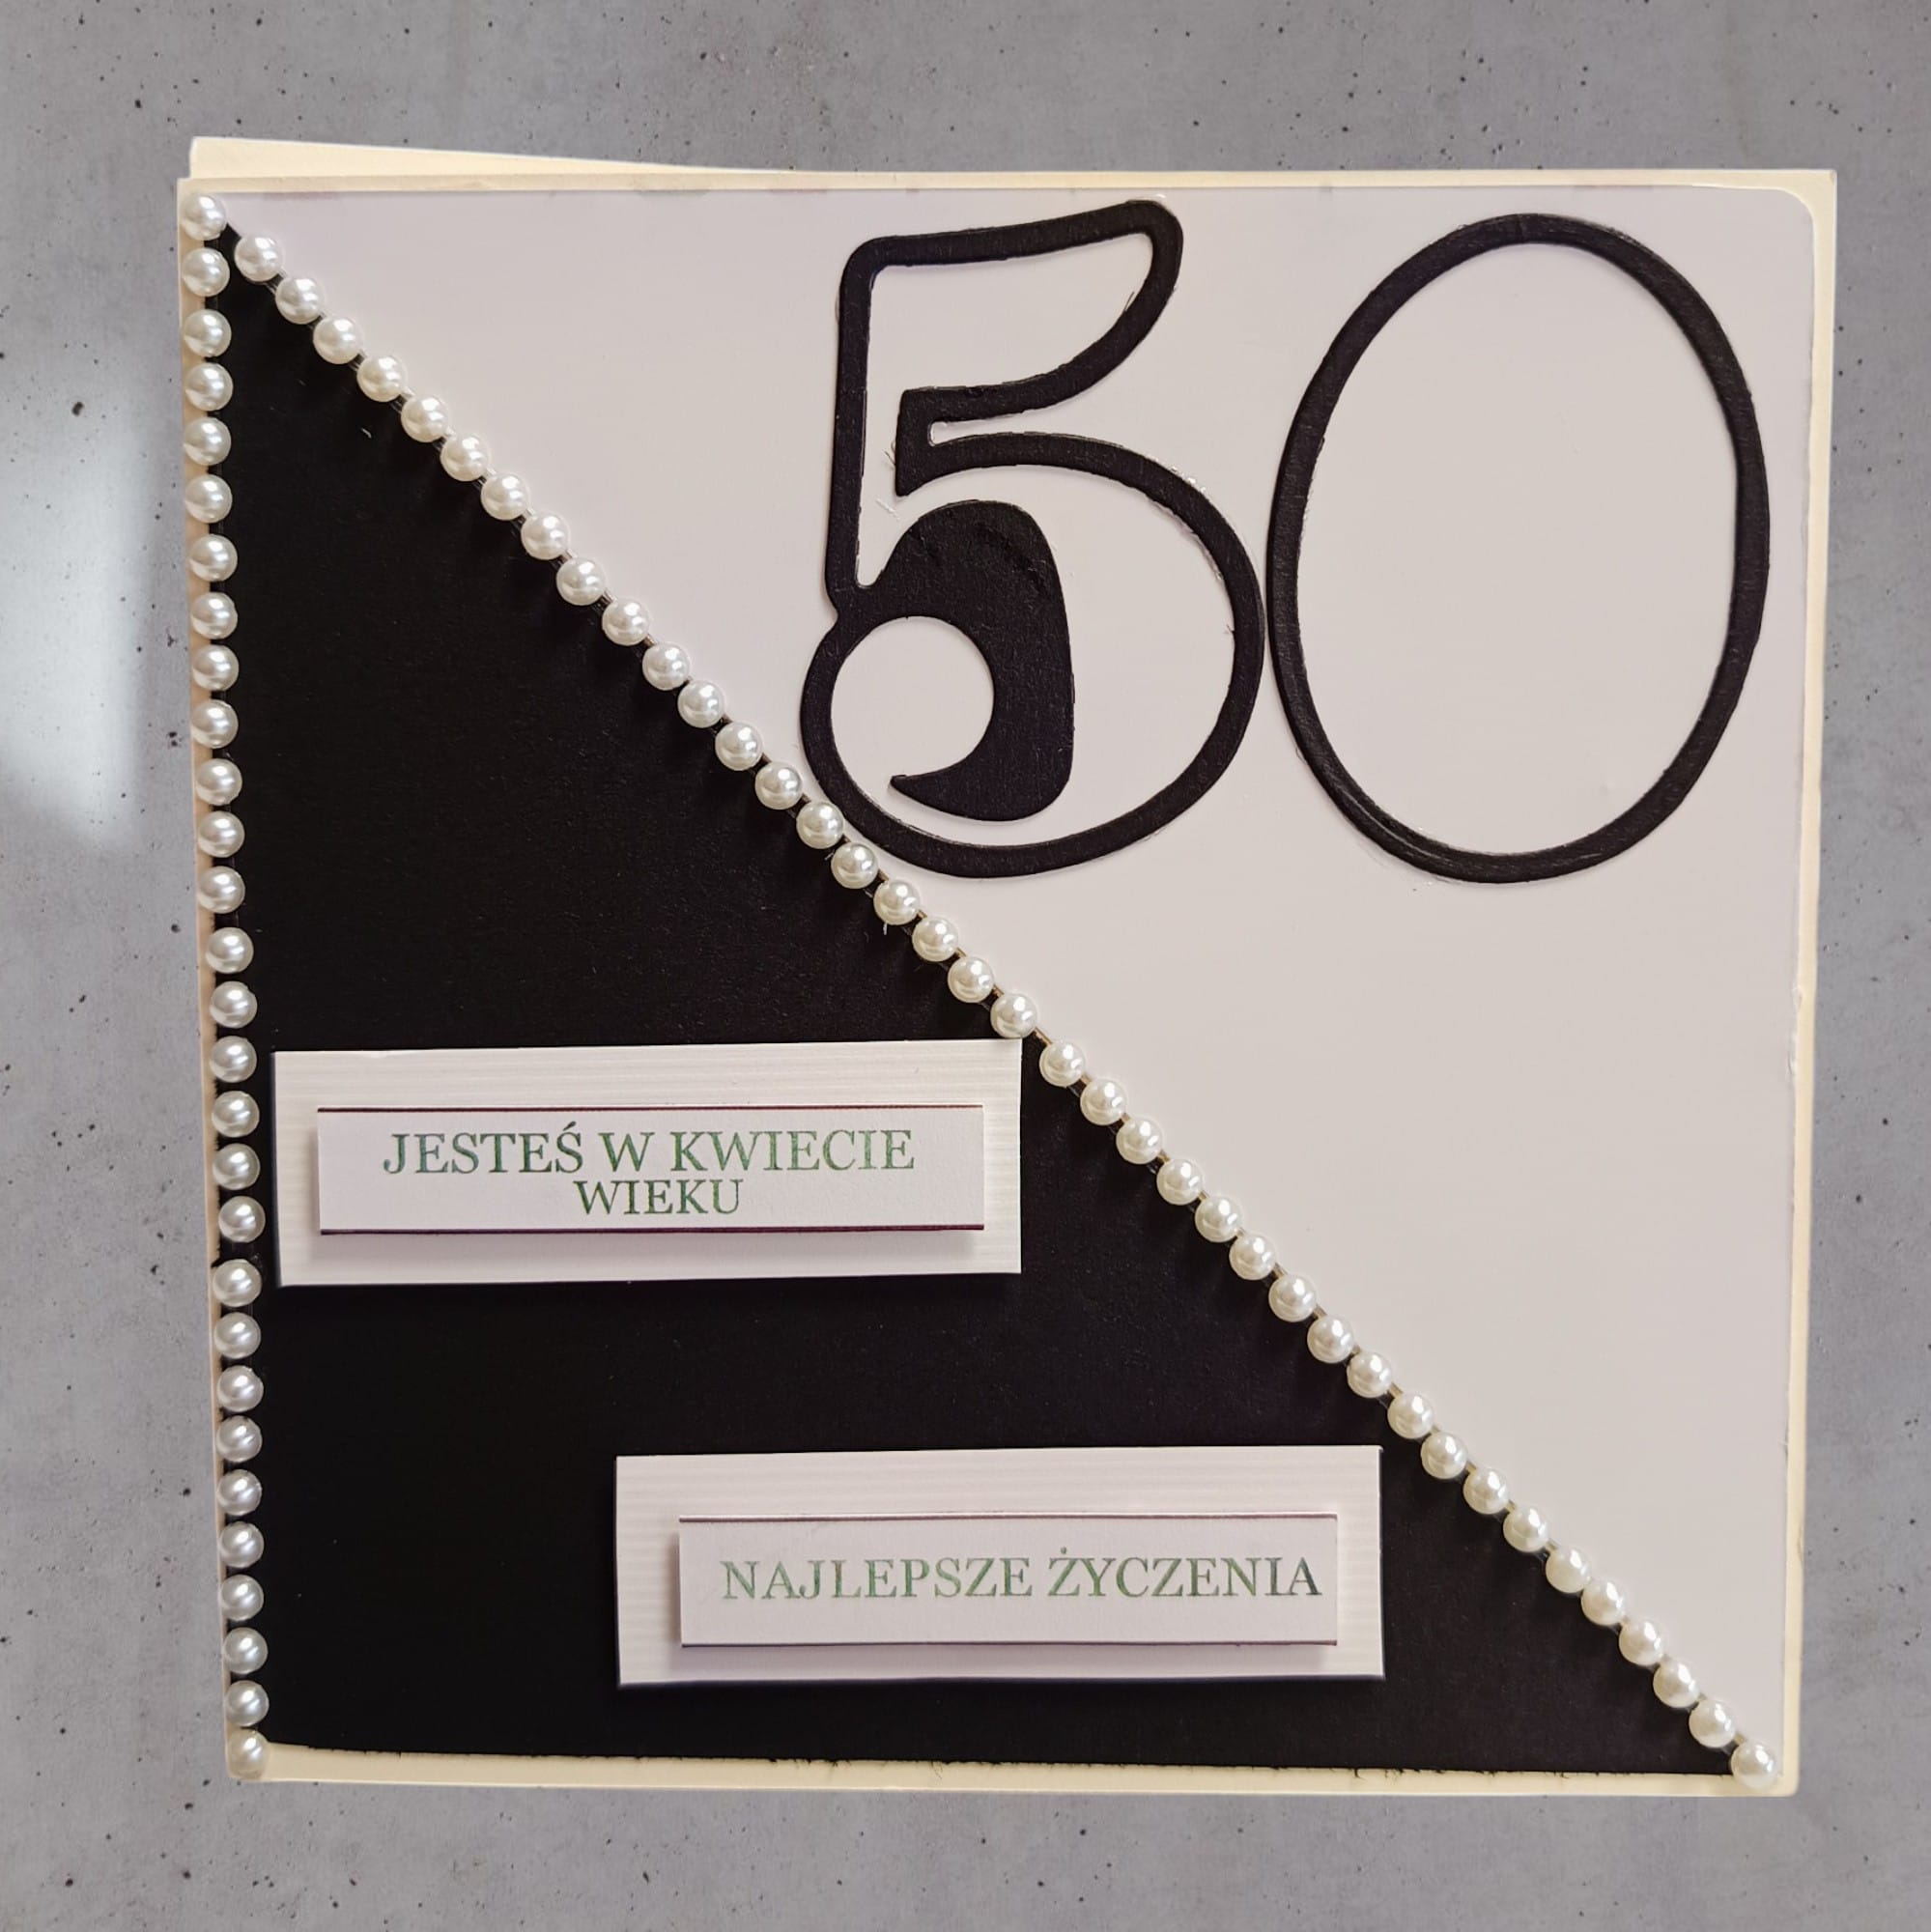 50
JESTEŚ W KWIECIE
WIEKU
NAJLEPSZE ŻYCZENIA